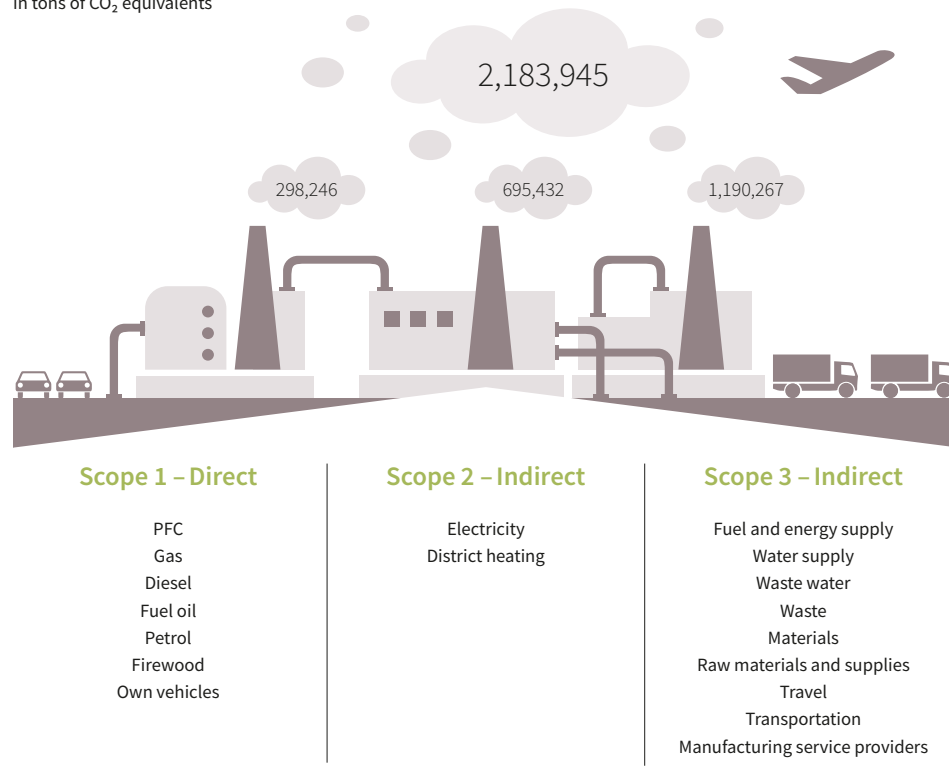 in tons of CO₂ equivalents
2,183,945
298,246
695,432
1,190,267
Scope 1 – Direct
PFC
Gas
Diesel
Fuel oil
Petrol
Firewood
Own vehicles
Scope 2 – Indirect
Electricity
District heating
Scope 3 – Indirect
Fuel and energy supply
Water supply
Waste water
Waste
Materials
Raw materials and supplies
Travel
Transportation
Manufacturing service providers